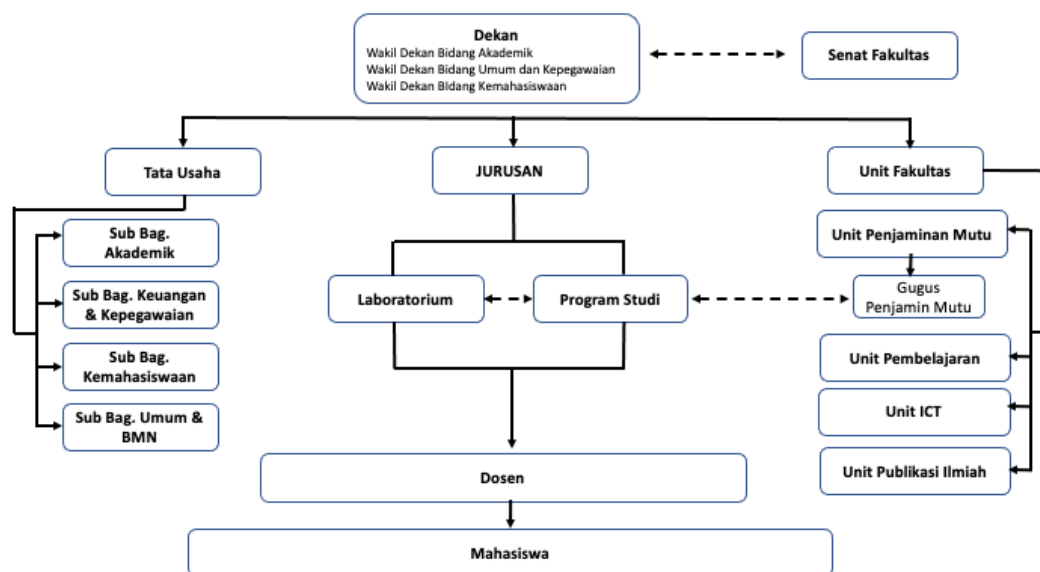 Dekan
Wakil Dekan Bidang Akademik
Wakil Dekan Bidang Umum dan Kepegawaian
Wakil Dekan BIdang Kemahasiswaan
Senat Fakultas
Tata Usaha
JURUSAN
Unit Fakultas
Sub Bag.
Akademik
Sub Bag. Keuangan
& Kepegawaian
Sub Bag.
Kemahasiswaan
Sub Bag. Umum &
BMN
Laboratorium
Program Studi
Unit Penjaminan Mutu
Gugus
Penjamin Mutu
Unit Pembelajaran
Unit ICT
Unit Publikasi Ilmiah
Dosen
Mahasiswa